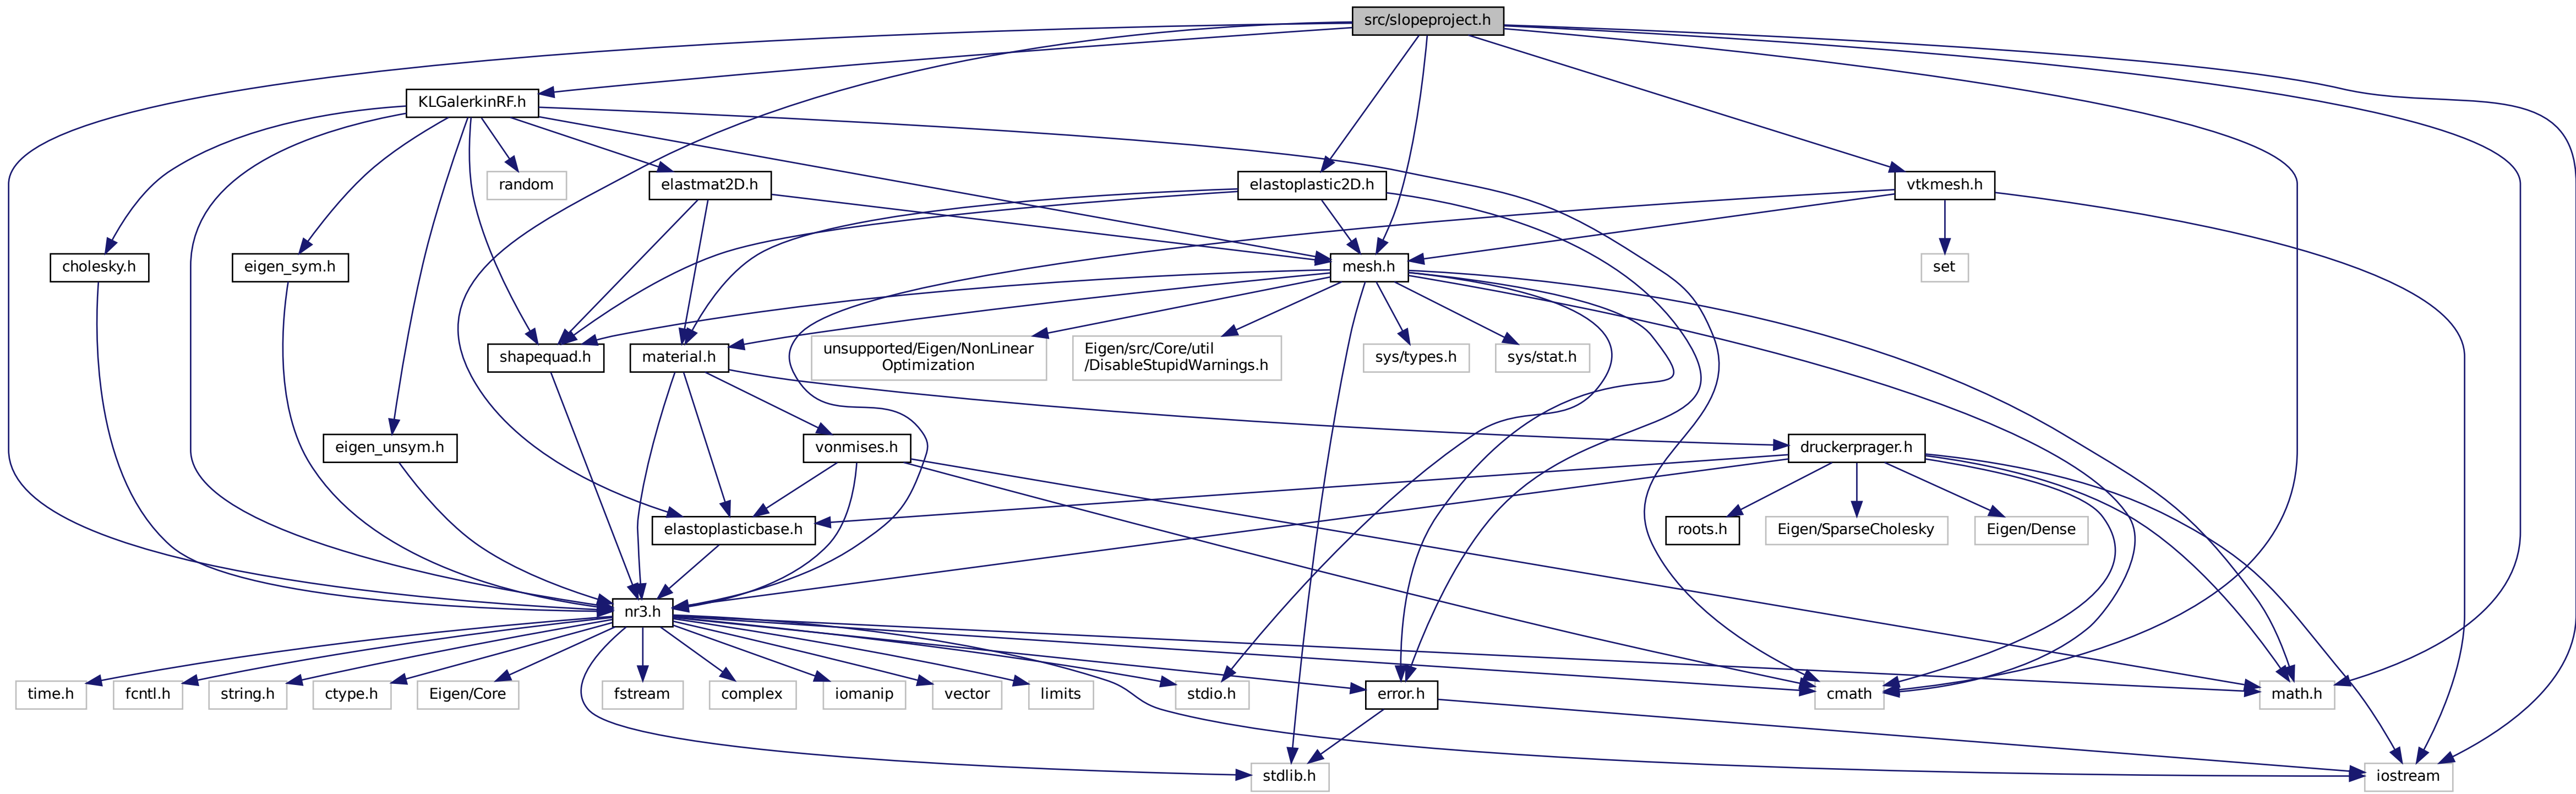 src/slopeproject.h
KLGalerkinRF.h
random
elastmat2D.h
elastoplastic2D.h
vtkmesh.h
cholesky.h
eigen_sym.h
mesh.h
set
shapequad.h
material.h
unsupported/Eigen/NonLinear
Optimization
Eigen/src/Core/util
/DisableStupidWarnings.h
sys/types.h
sys/stat.h
eigen_unsym.h
vonmises.h
druckerprager.h
elastoplasticbase.h
roots.h
Eigen/SparseCholesky
Eigen/Dense
nr3.h
time.h
fcntl.h
string.h
ctype.h
Eigen/Core
fstream
complex
iomanip
vector
limits
stdio.h
error.h
cmath
math.h
stdlib.h
iostream